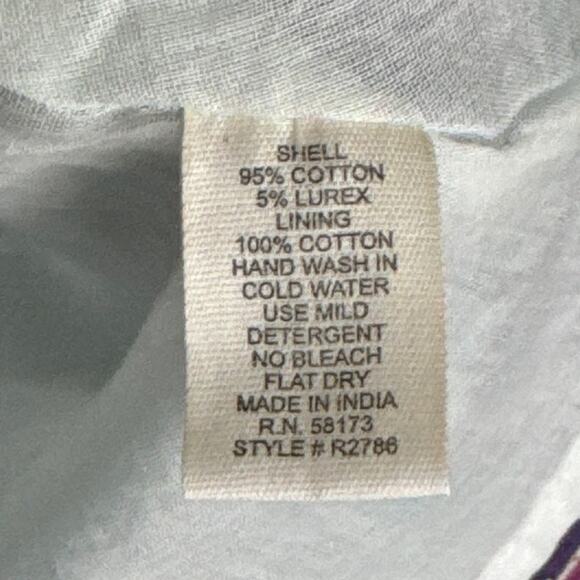 SHELL
95% COTTON
5% LUREX
LINING
100% COTTON
HAND WASH IN
COLD WATER
USE MILD
DETERGENT
NO BLEACH
FLAT DRY
MADE IN INDIA
R.N. 58173
STYLE # R2786